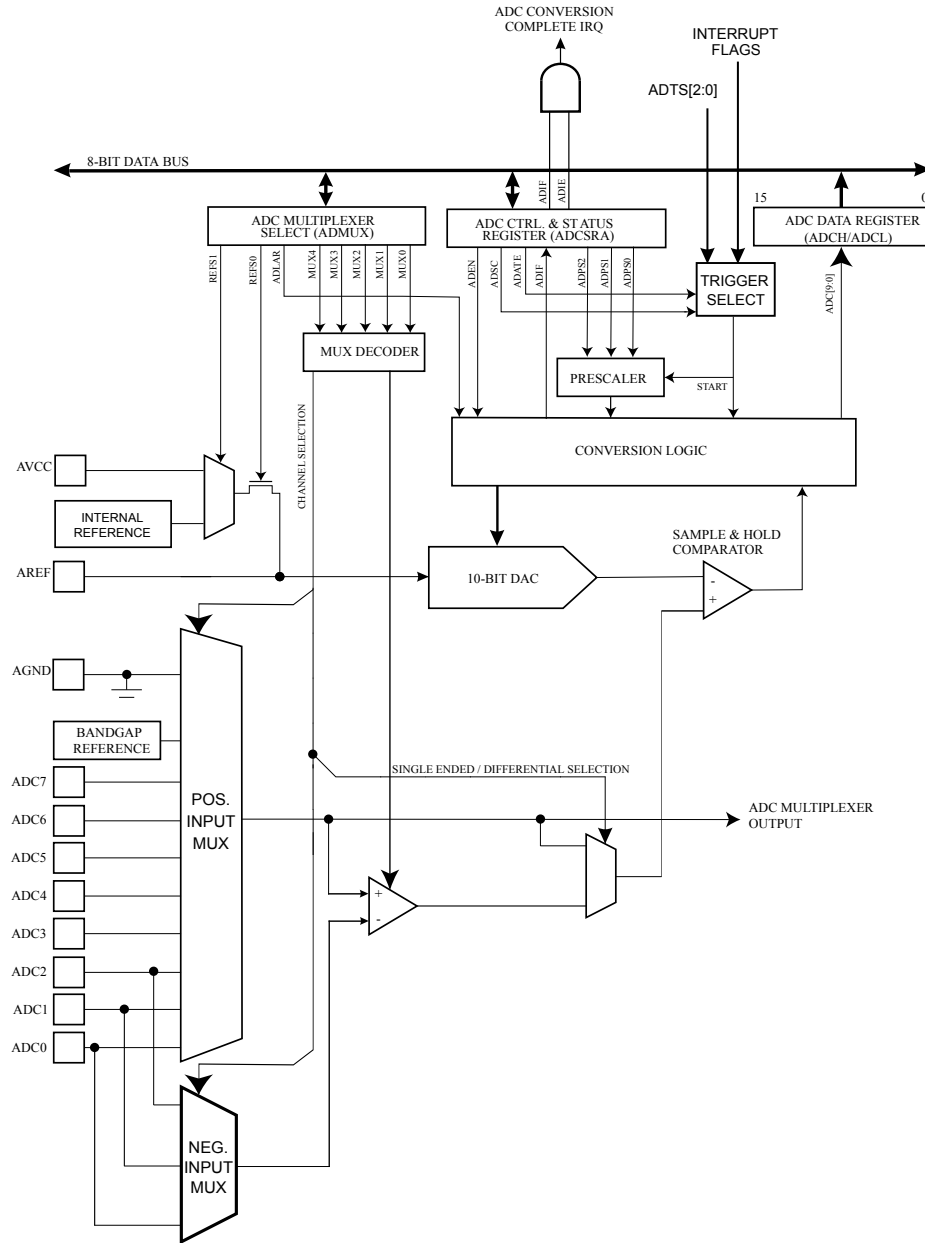 ADC CONVERSION
COMPLETE IRQ
INTERRUPT
FLAGS
ADTS[2:0]
8-BIT DATA BUS
ADIF
ADIE
15
0
ADC MULTIPLEXER
SELECT (ADMUX)
ADC CTRL. & STATUS
REGISTER (ADCSRA)
ADC DATA REGISTER
(ADCH/ADCL)
REFS1
REFS0
ADLAR
MUX4
MUX3
MUX2
MUX1
MUX0
ADEN
ADSC
ADATE
ADIF
ADPS2
ADPS1
ADPS0
TRIGGER
SELECT
ADC[9:0]
MUX DECODER
PRESCALER
START
CHANNEL SELECTION
CONVERSION LOGIC
AVCC
INTERNAL
REFERENCE
AREF
10-BIT DAC
SAMPLE & HOLD
COMPARATOR
-
+
AGND
BANDGAP
REFERENCE
ADC7
ADC6
ADC5
ADC4
ADC3
ADC2
ADC1
ADC0
POS.
INPUT
MUX
SINGLE ENDED / DIFFERENTIAL SELECTION
ADC MULTIPLEXER
OUTPUT
+
-
NEG.
INPUT
MUX